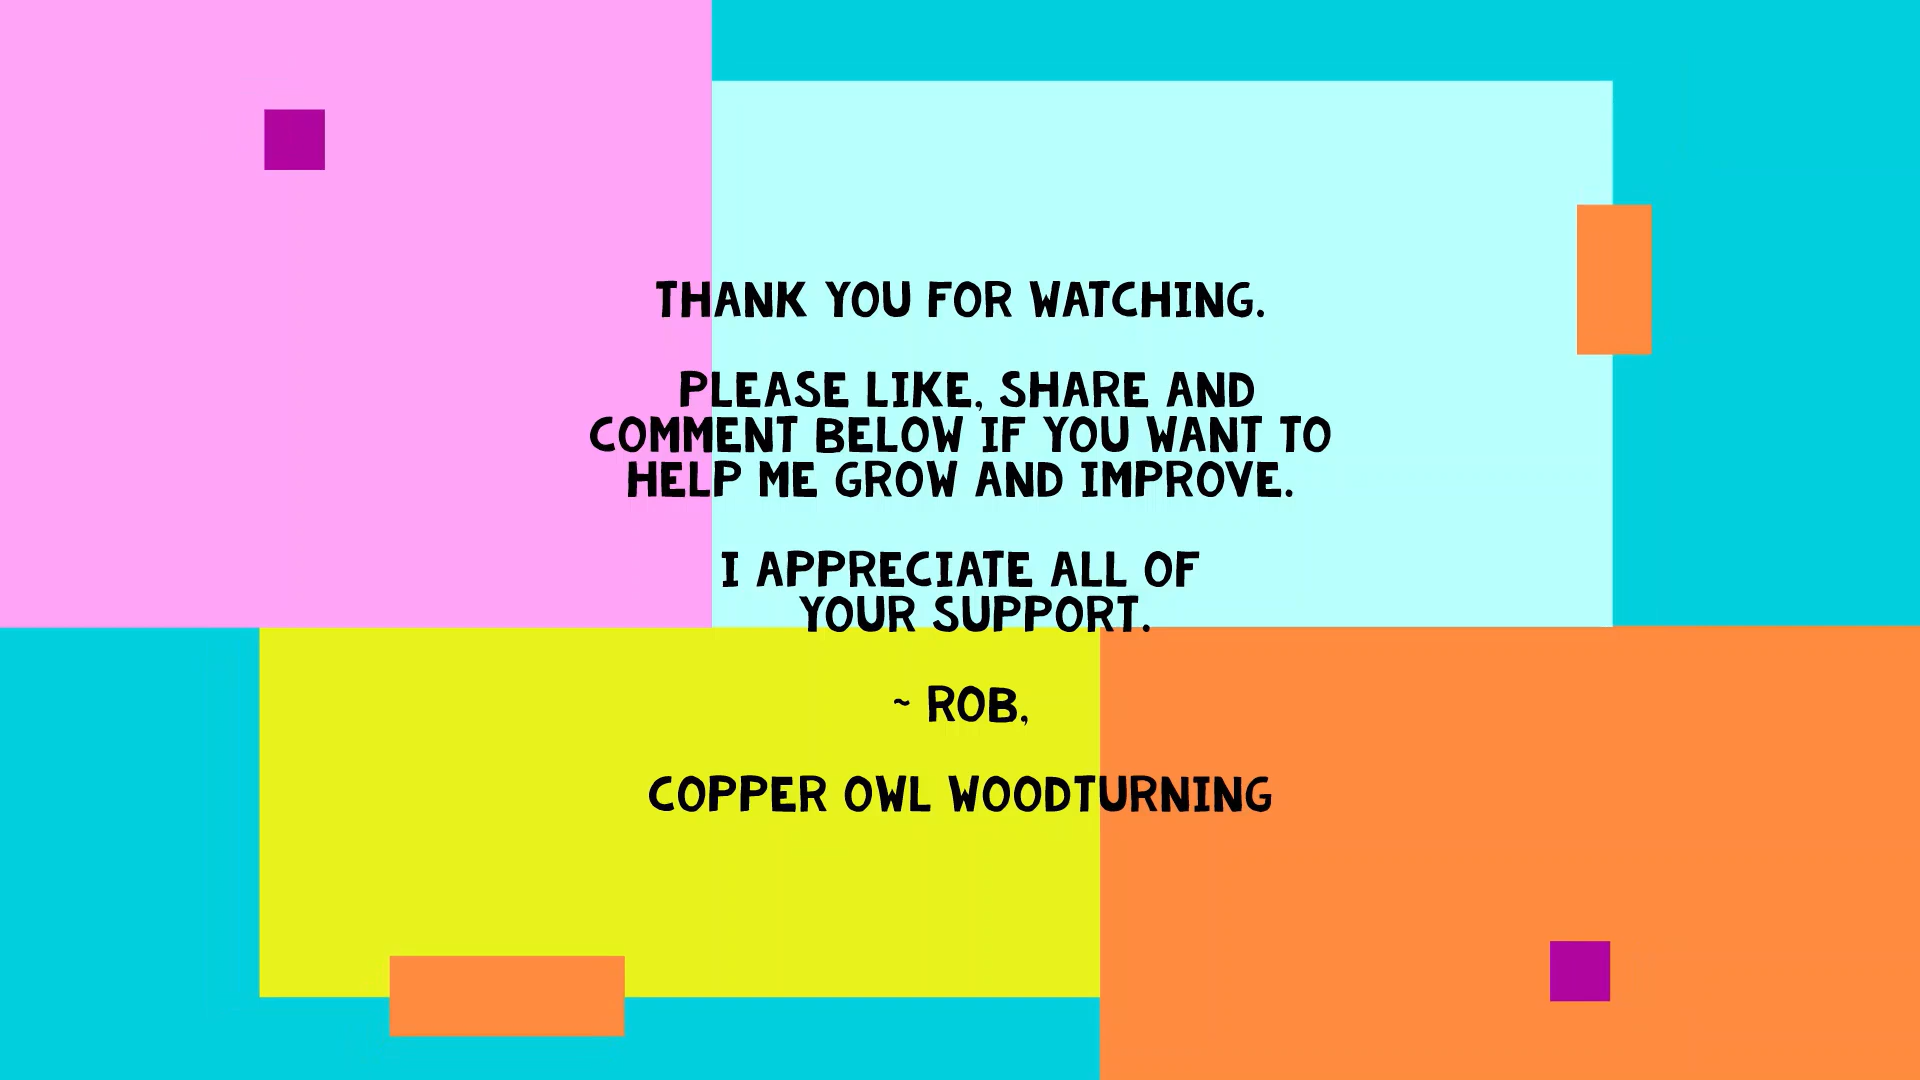 THANK YOU FOR WATCHING.
PLEASE LIKE, SHARE AND
COMMENT BELOW IF YOU WANT TO
HELP ME GROW AND IMPROVE.
I APPRECIATE ALL OF
YOUR SUPPORT.
~ ROB,
COPPER OWL WOODTURNING